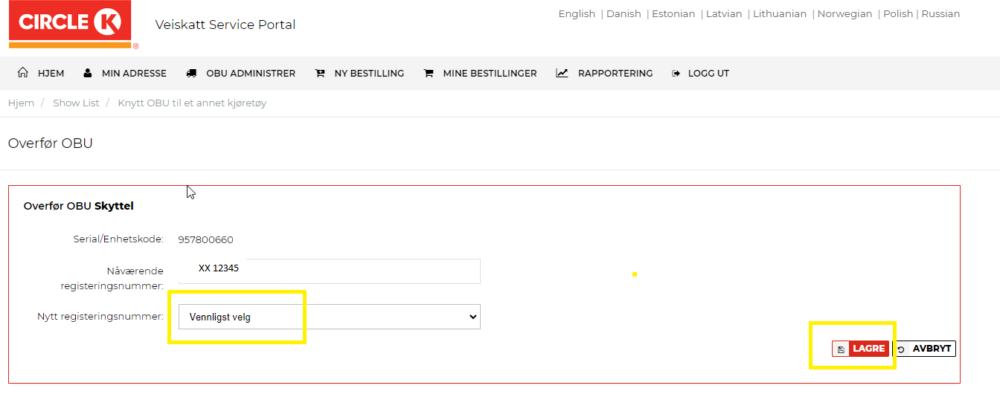 CIRCLE K
®
Veiskatt Service Portal
English | Danish | Estonian | Latvian | Lithuanian | Norwegian | Polish | Russian
HJEM MIN ADRESSE OBU ADMINISTRER NY BESTILLING MINE BESTILLINGER RAPPORTERING LOGG UT
Hjem / Show List / Knytt OBU til et annet kjøretøy
Overfør OBU
Overfør OBU Skyttel
Serial/Enhetskode: 957800660
Nåværende
registeringsnummer:
XX 12345
Nytt registeringsnummer: Vennligst velg
LAGRE AVBRYT